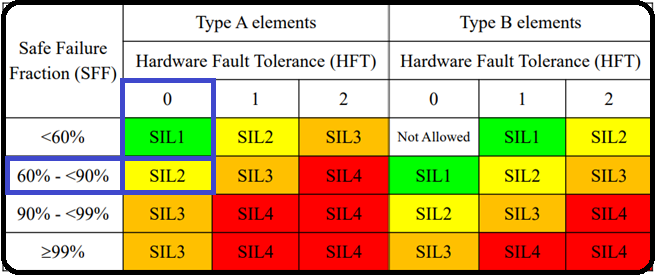 Safe Failure Fraction (SFF) Type A elements Type B elements
Hardware Fault Tolerance (HFT) Hardware Fault Tolerance (HFT)
0 1 2 0 1 2
<60% SIL1 SIL2 SIL3 Not Allowed SIL1 SIL2
60% - <90% SIL2 SIL3 SIL4 SIL1 SIL2 SIL3
90% - <99% SIL3 SIL4 SIL4 SIL2 SIL3 SIL4
≥99% SIL3 SIL4 SIL4 SIL3 SIL4 SIL4